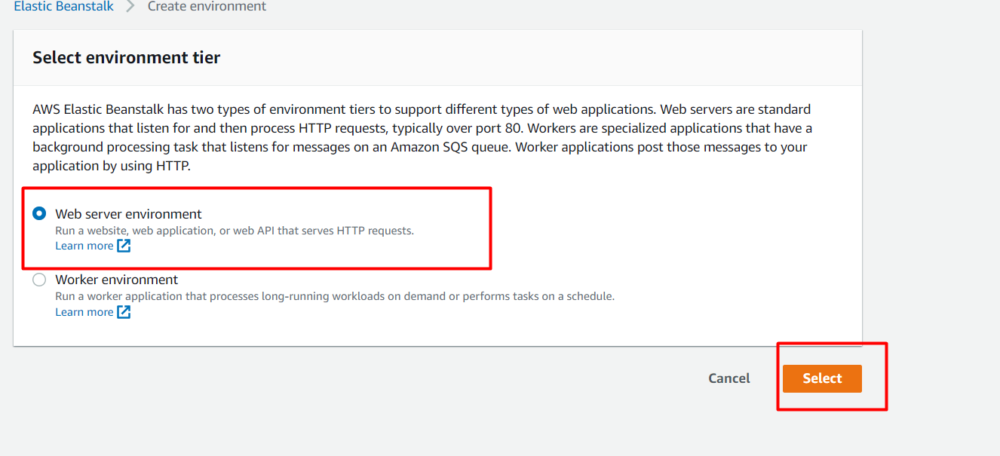 Elastic Beanstalk > Create environment
Select environment tier
AWS Elastic Beanstalk has two types of environment tiers to support different types of web applications. Web servers are standard
applications that listen for and then process HTTP requests, typically over port 80. Workers are specialized applications that have a
background processing task that listens for messages on an Amazon SQS queue. Worker applications post those messages to your
application by using HTTP.
Web server environment
Run a website, web application, or web API that serves HTTP requests.
Learn more
Worker environment
Run a worker application that processes long-running workloads on demand or performs tasks on a schedule.
Learn more
Cancel Select